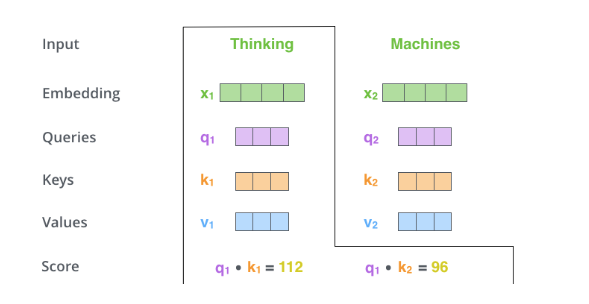 Input Thinking Machines
Embedding x₁ x₂
Queries q₁ q₂
Keys k₁ k₂
Values v₁ v₂
Score q₁ • k₁ = 112 q₁ • k₂ = 96